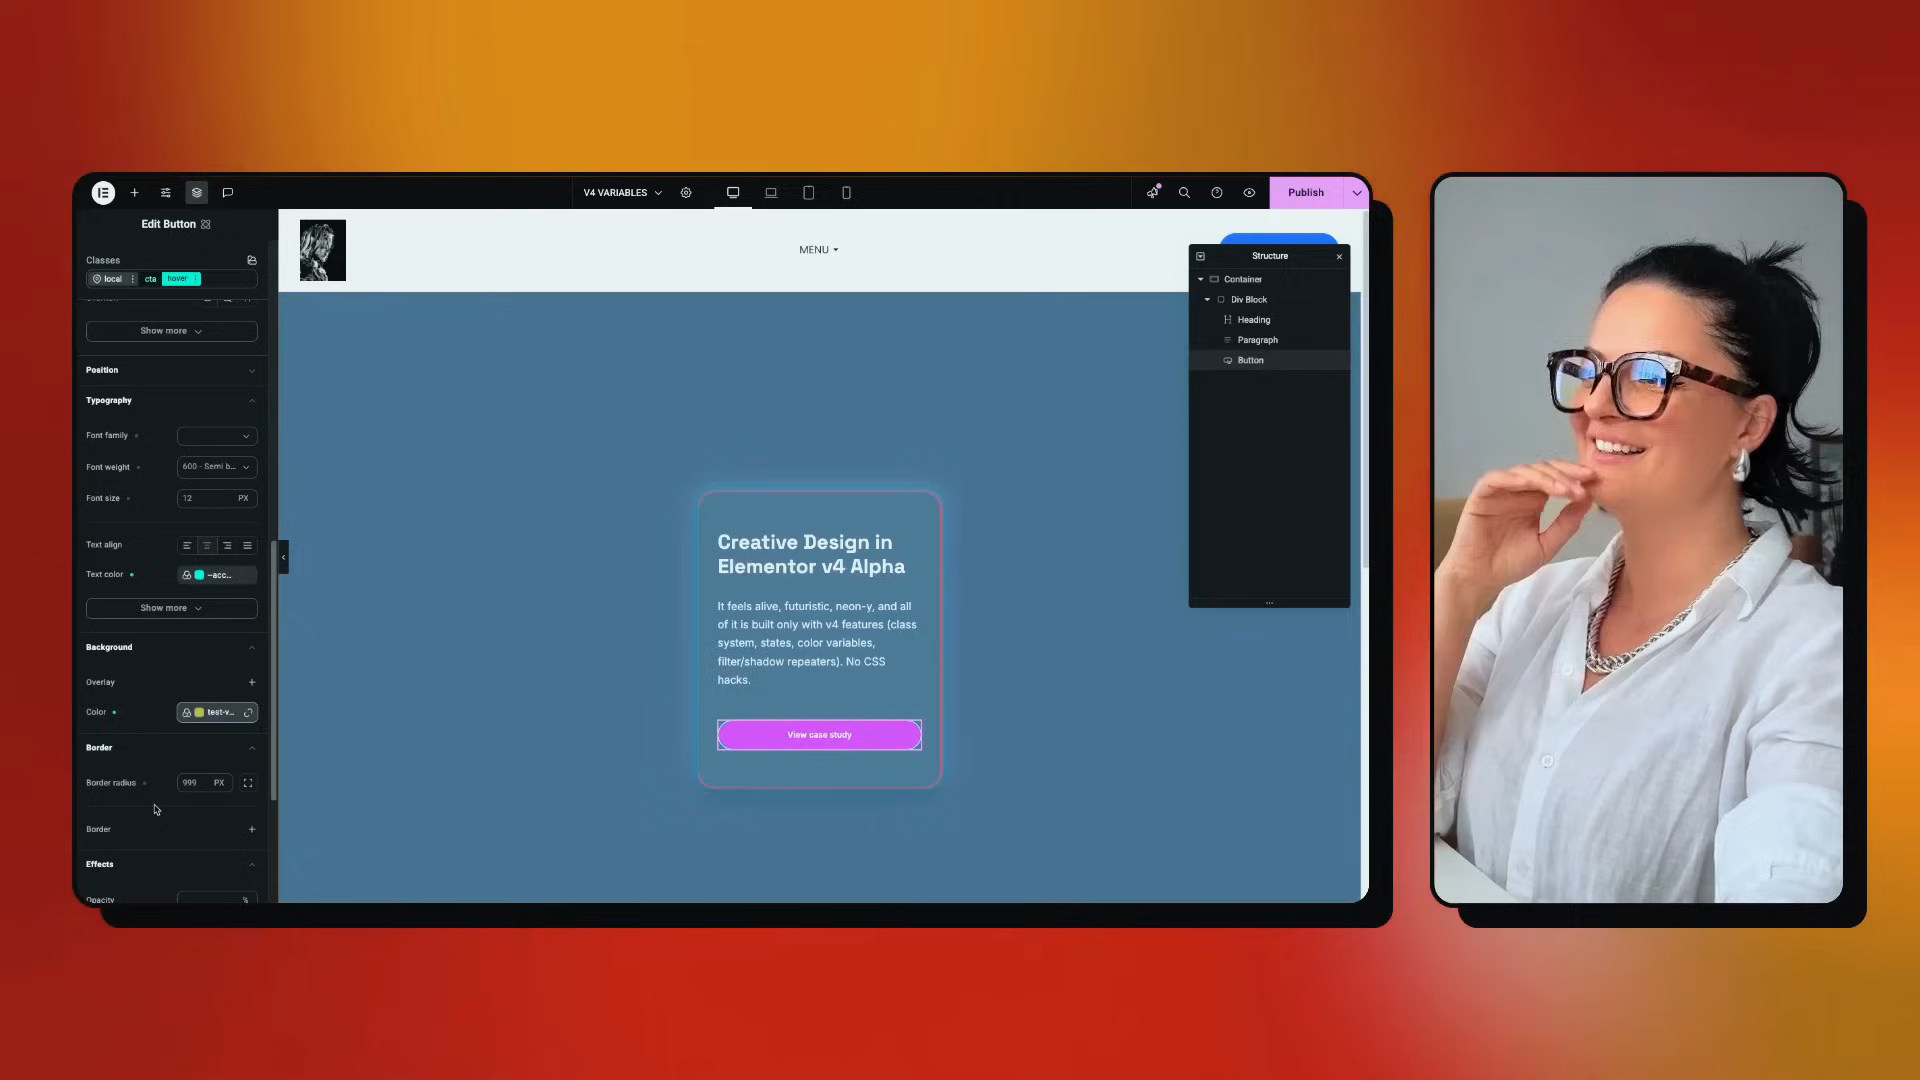 V4 VARIABLES
Publish
Edit Button
Classes
local
cta
hover
Show more
Position
Typography
Font family
Font weight
600 - Semi b...
Font size
12
PX
Text align
Text color
--acc...
Show more
Background
Overlay
Color
test-v...
Border
Border radius
999
PX
Border
Effects
Opacity
%
MENU
Creative Design in
Elementor v4 Alpha
It feels alive, futuristic, neon-y, and all
of it is built only with v4 features (class
system, states, color variables,
filter/shadow repeaters). No CSS
hacks.
View case study
Structure
Container
Div Block
Heading
Paragraph
Button